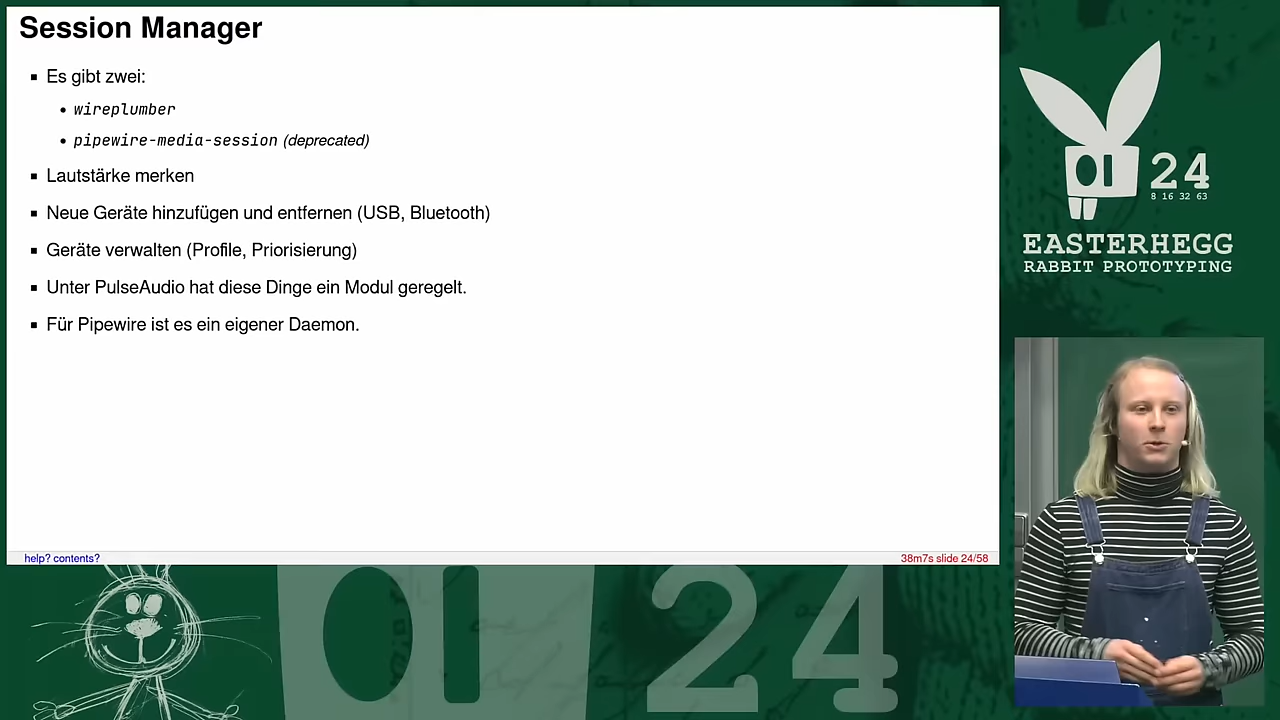 Session Manager
Es gibt zwei:
wireplumber
pipewire-media-session (deprecated)
Lautstärke merken
Neue Geräte hinzufügen und entfernen (USB, Bluetooth)
Geräte verwalten (Profile, Priorisierung)
Unter PulseAudio hat diese Dinge ein Modul geregelt.
Für Pipewire ist es ein eigener Daemon.
help? contents?
38m7s slide 24/58
24
8 16 32 63
EASTERHEGG
RABBIT PROTOTYPING
24